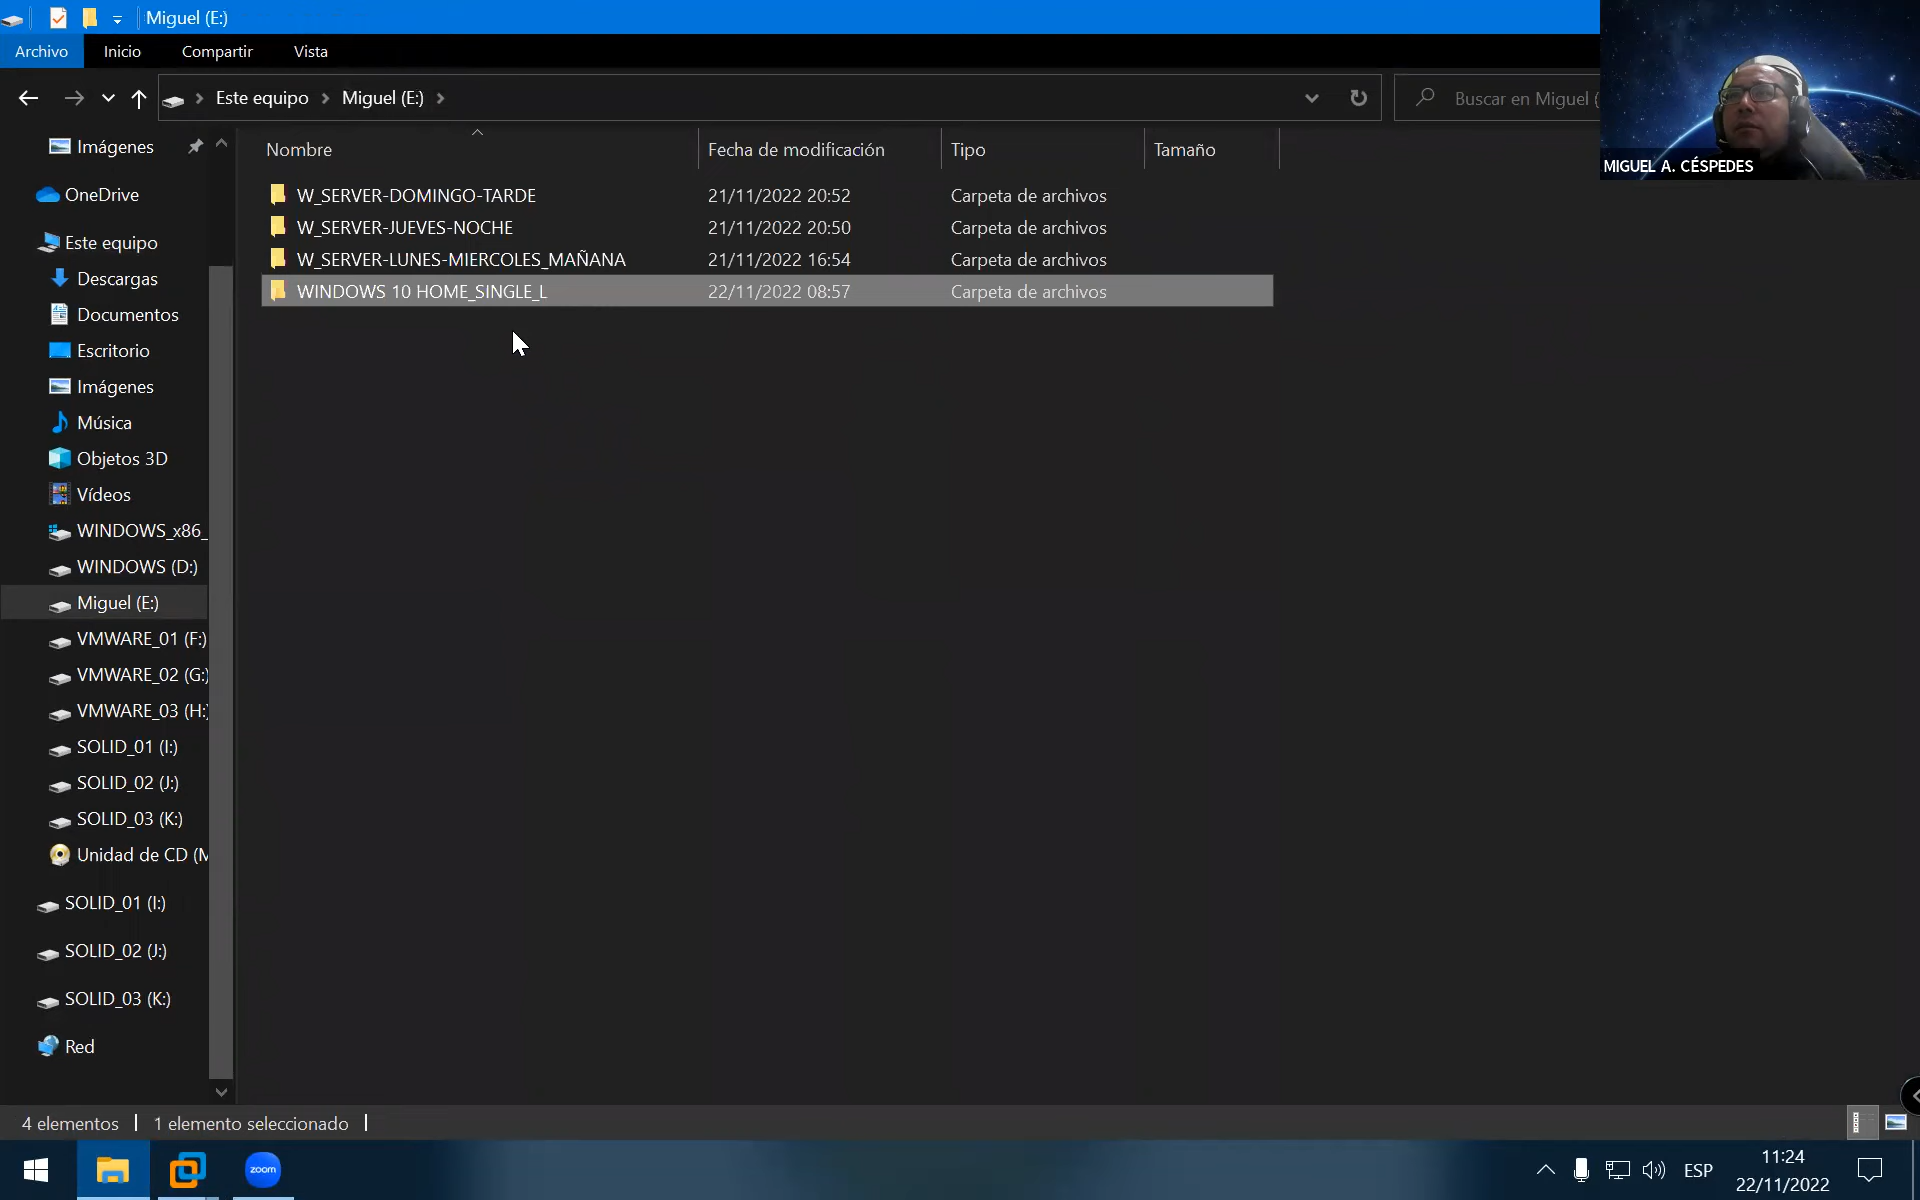 Miguel (E:)
Archivo Inicio Compartir Vista
Este equipo Miguel (E:) Buscar en Miguel (
MIGUEL A. CÉSPEDES
Nombre Fecha de modificación Tipo Tamaño
W_SERVER-DOMINGO-TARDE 21/11/2022 20:52 Carpeta de archivos
W_SERVER-JUEVES-NOCHE 21/11/2022 20:50 Carpeta de archivos
W_SERVER-LUNES-MIERCOLES_MAÑANA 21/11/2022 16:54 Carpeta de archivos
WINDOWS 10 HOME_SINGLE_L 22/11/2022 08:57 Carpeta de archivos
Imágenes
OneDrive
Este equipo
Descargas
Documentos
Escritorio
Imágenes
Música
Objetos 3D
Vídeos
WINDOWS_x86_
WINDOWS (D:)
Miguel (E:)
VMWARE_01 (F:)
VMWARE_02 (G:)
VMWARE_03 (H:)
SOLID_01 (I:)
SOLID_02 (J:)
SOLID_03 (K:)
Unidad de CD (M
SOLID_01 (I:)
SOLID_02 (J:)
SOLID_03 (K:)
Red
4 elementos 1 elemento seleccionado
zoom
ESP
11:24
22/11/2022